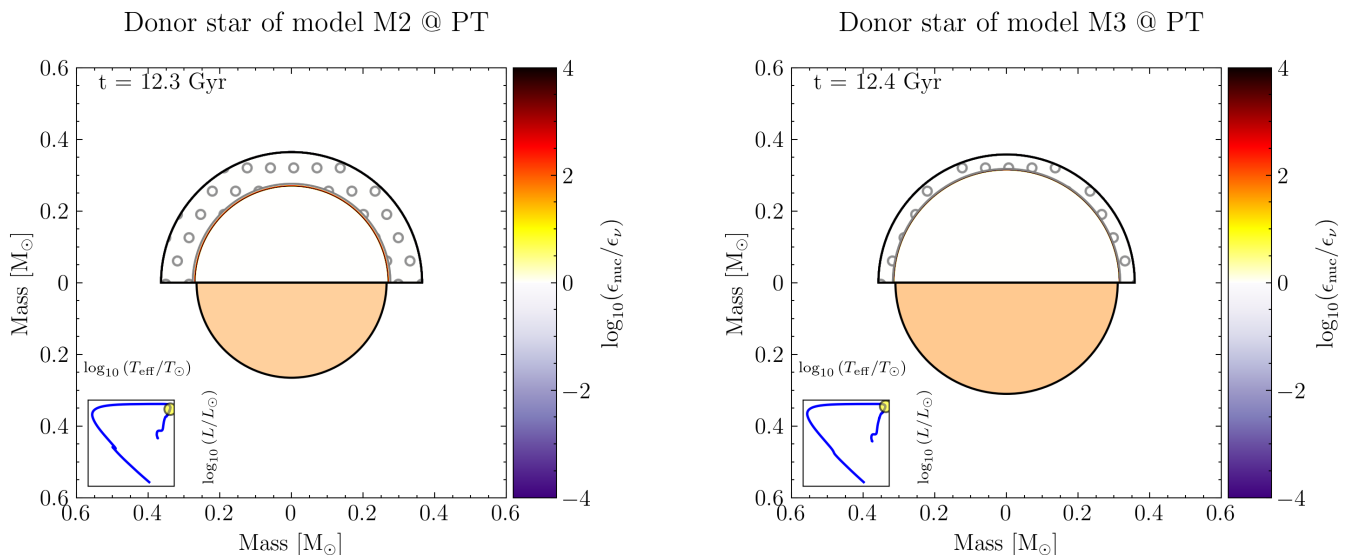 Donor star of model M2 @ PT
t = 12.3 Gyr
0.6
0.4
0.2
0
0.2
0.4
0.6
Mass [M⊙]
0.6
0.4
0.2
0
0.2
0.4
0.6
Mass [M⊙]
log10 (Teff/T⊙)
log10 (L/L⊙)
4
2
0
−2
−4
log10(ϵnuc/ϵν)
Donor star of model M3 @ PT
t = 12.4 Gyr
0.6
0.4
0.2
0
0.2
0.4
0.6
Mass [M⊙]
0.6
0.4
0.2
0
0.2
0.4
0.6
Mass [M⊙]
log10 (Teff/T⊙)
log10 (L/L⊙)
4
2
0
−2
−4
log10(ϵnuc/ϵν)